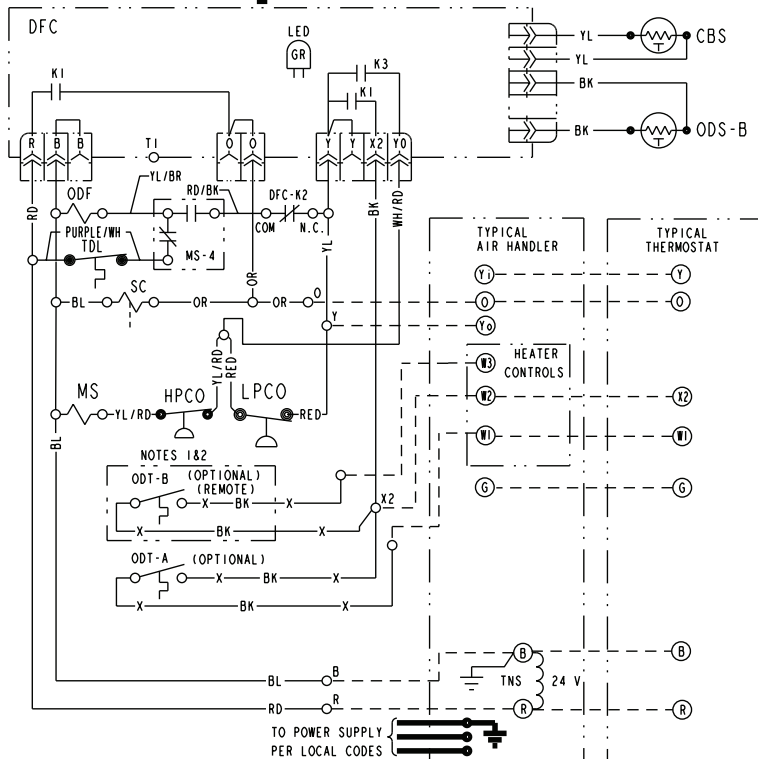 DFC
LED
GR
K1
K3
K1
YL
CBS
YL
BK
BK
ODS-B
R
B
B
T1
O
O
Y
Y
X2
YO
YL/BR
RD/BK
ODF
DFC-K2
COM
N.C.
RD
PURPLE/WH
TDL
MS-4
YL
BK
WH/RD
OR
SC
BL
OR
OR
O
Y
TYPICAL
AIR HANDLER
TYPICAL
THERMOSTAT
Yi
Y
O
O
Yo
W3
HEATER
CONTROLS
W2
X2
W1
W1
G
G
YL/RD
RED
MS
HPCO
LPCO
YL/RD
RED
BL
NOTES 1&2
ODT-B
(OPTIONAL)
(REMOTE)
X
BK
X
X2
X
BK
X
ODT-A
(OPTIONAL)
X
BK
X
X
BK
X
BL
B
B
B
TNS
24 V
RD
R
R
R
TO POWER SUPPLY
PER LOCAL CODES